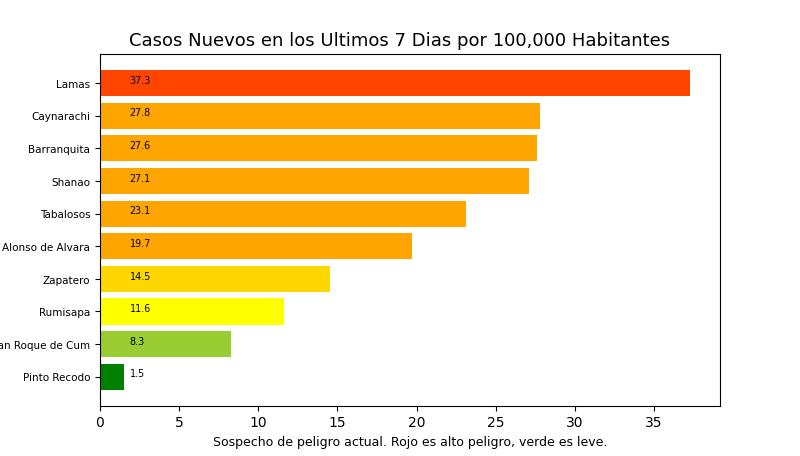 Casos Nuevos en los Ultimos 7 Dias por 100,000 Habitantes
Lamas 37.3
Caynarachi 27.8
Barranquita 27.6
Shanao 27.1
Tabalosos 23.1
Alonso de Alvara 19.7
Zapatero 14.5
Rumisapa 11.6
an Roque de Cum 8.3
Pinto Recodo 1.5
0 5 10 15 20 25 30 35
Sospecho de peligro actual. Rojo es alto peligro, verde es leve.